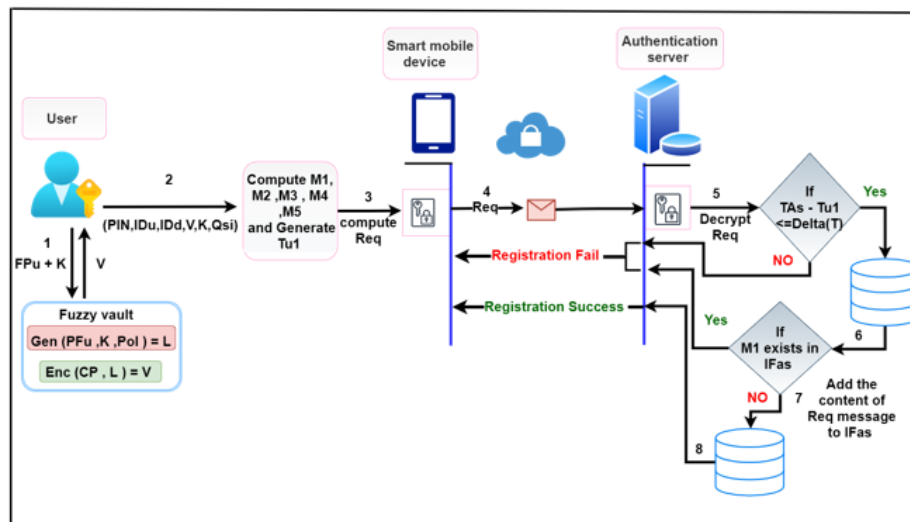 Smart mobile
device
Authentication
server
User
2
(PIN,IDu,IDd,V,K,Qsi)
1
FPu + K
V
Fuzzy vault
Gen (PFu ,K ,Pol ) = L
Enc (CP , L ) = V
Compute M1,
M2 ,M3 , M4
,M5
and Generate
Tu1
3
compute
Req
4
Req
5
Decrypt
Req
If
TAs - Tu1
<=Delta(T)
Yes
NO
Registration Fail
Registration Success
Yes
If
M1 exists in
IFas
6
NO
7
Add the
content of
Req message
to IFas
8